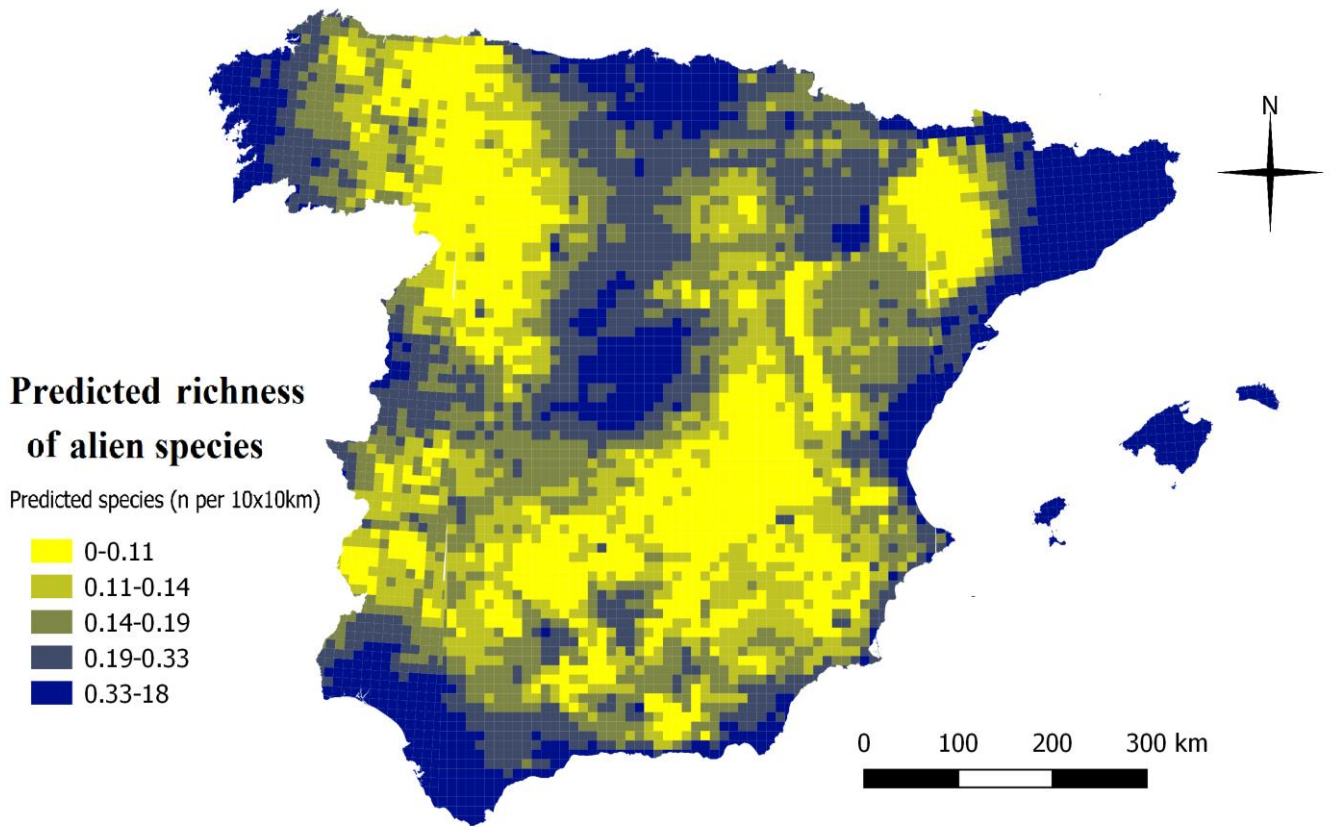 N
Predicted richness
of alien species
Predicted species (n per 10x10km)
0-0.11
0.11-0.14
0.14-0.19
0.19-0.33
0.33-18
0 100 200 300 km